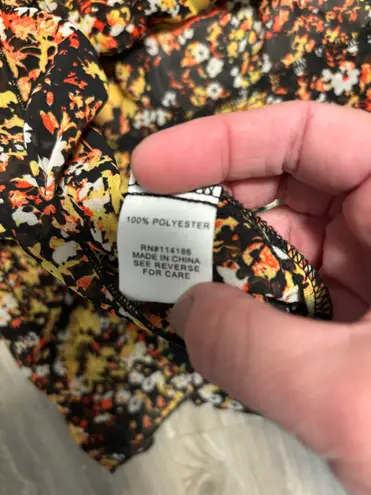 100% POLYESTER
RN#114186
MADE IN CHINA
SEE REVERSE
FOR CARE